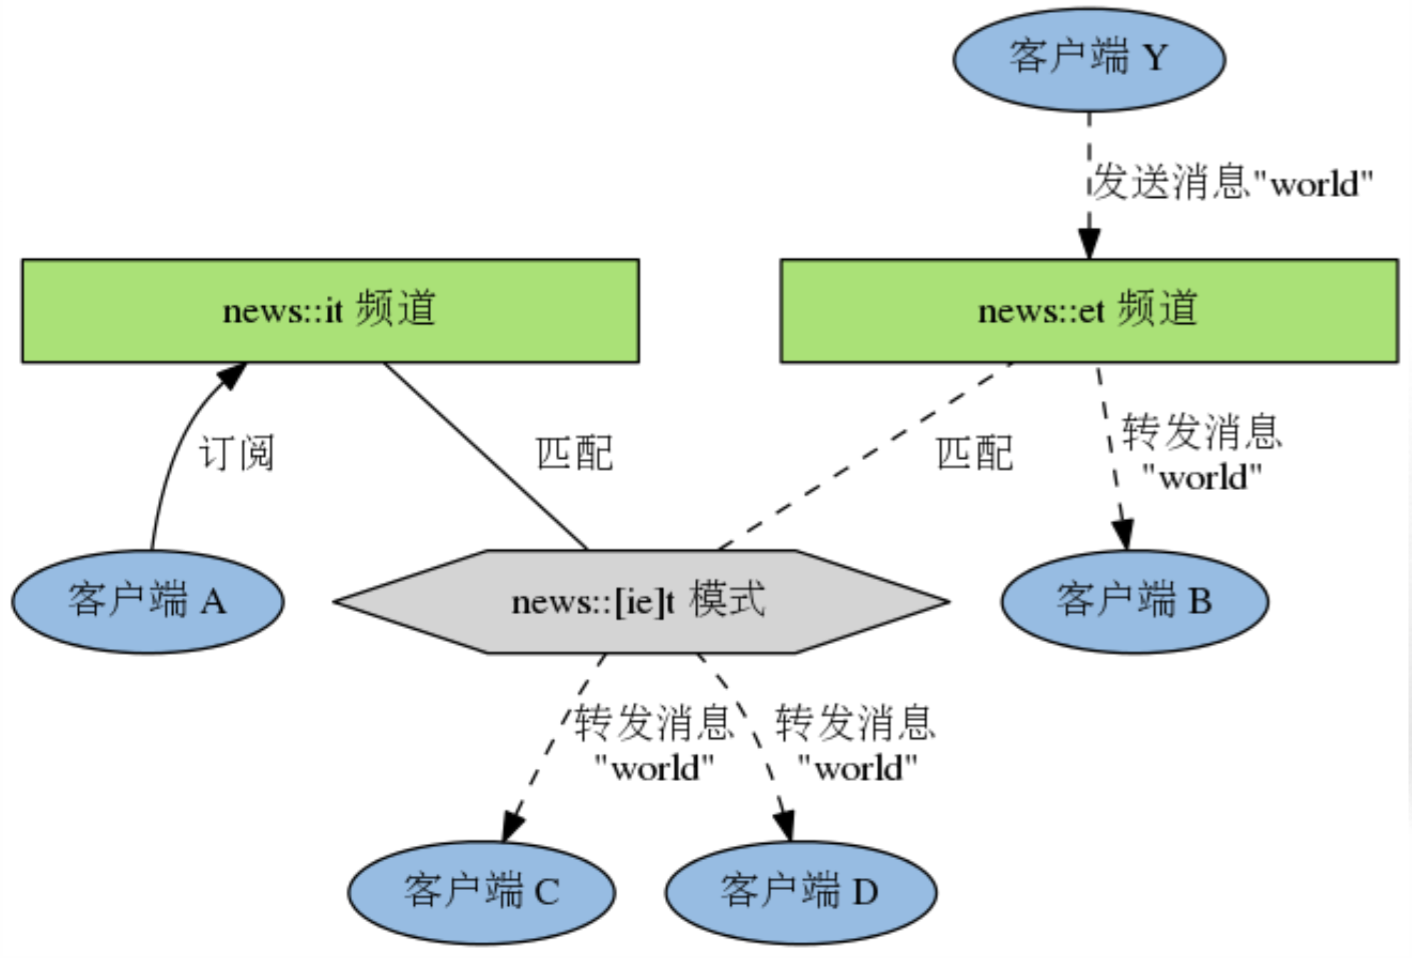 客户端 Y
发送消息"world"
news::it 频道
news::et 频道
订阅
匹配
匹配
转发消息
"world"
客户端 A
news::[ie]t 模式
客户端 B
转发消息
"world"
转发消息
"world"
客户端 C
客户端 D